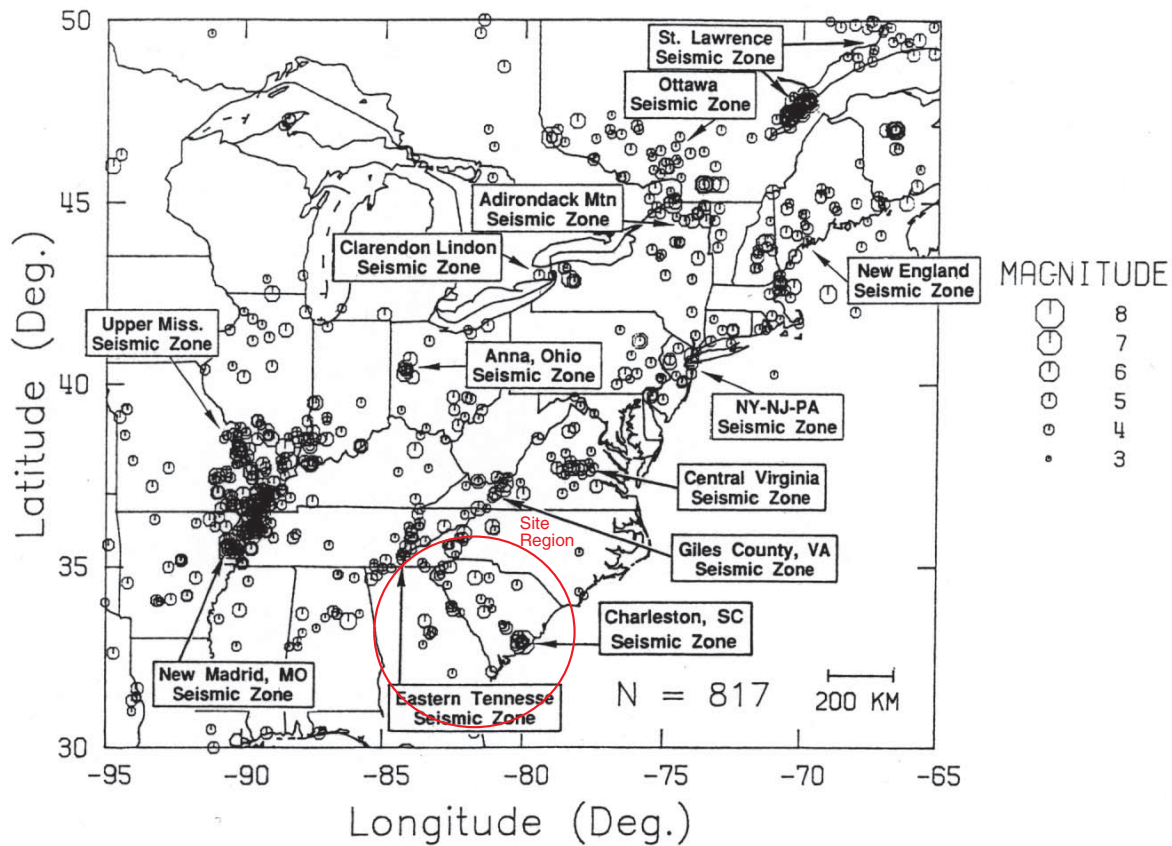 50
45
40
35
30
Latitude (Deg.)
-95
-90
-85
-80
-75
-70
-65
Longitude (Deg.)
St. Lawrence
Seismic Zone
Ottawa
Seismic Zone
Adirondack Mtn
Seismic Zone
Clarendon Lindon
Seismic Zone
New England
Seismic Zone
Upper Miss.
Seismic Zone
Anna, Ohio
Seismic Zone
NY-NJ-PA
Seismic Zone
Central Virginia
Seismic Zone
Site
Region
Giles County, VA
Seismic Zone
Charleston, SC
Seismic Zone
New Madrid, MO
Seismic Zone
Eastern Tennesse
Seismic Zone
N = 817
200 KM
MAGNITUDE
8
7
6
5
4
3